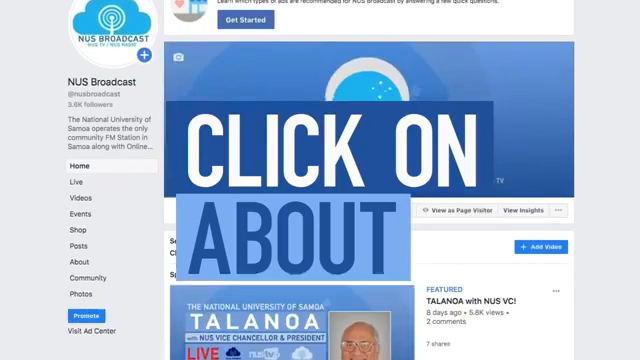 Learn which types of ads are recommended for NUS Broadcast by answering a few quick questions.
Get Started
NUS BROADCAST
NUS TV / NUS RADIO
NUS Broadcast
@nusbroadcast
3.6K followers
The National University of
Samoa operates the only
community FM Station in
Samoa along with Online...
Home
Live
Videos
Events
Shop
Posts
About
Community
Photos
Promote
Visit Ad Center
CLICK ON
ABOUT
TV
View as Page Visitor
View Insights
Add Video
THE NATIONAL UNIVERSITY OF SAMOA
TALANOA
with NUS VICE CHANCELLOR & PRESIDENT
LIVE
FEATURED
TALANOA with NUS VC!
8 days ago • 5.8K views •
2 comments
7 shares